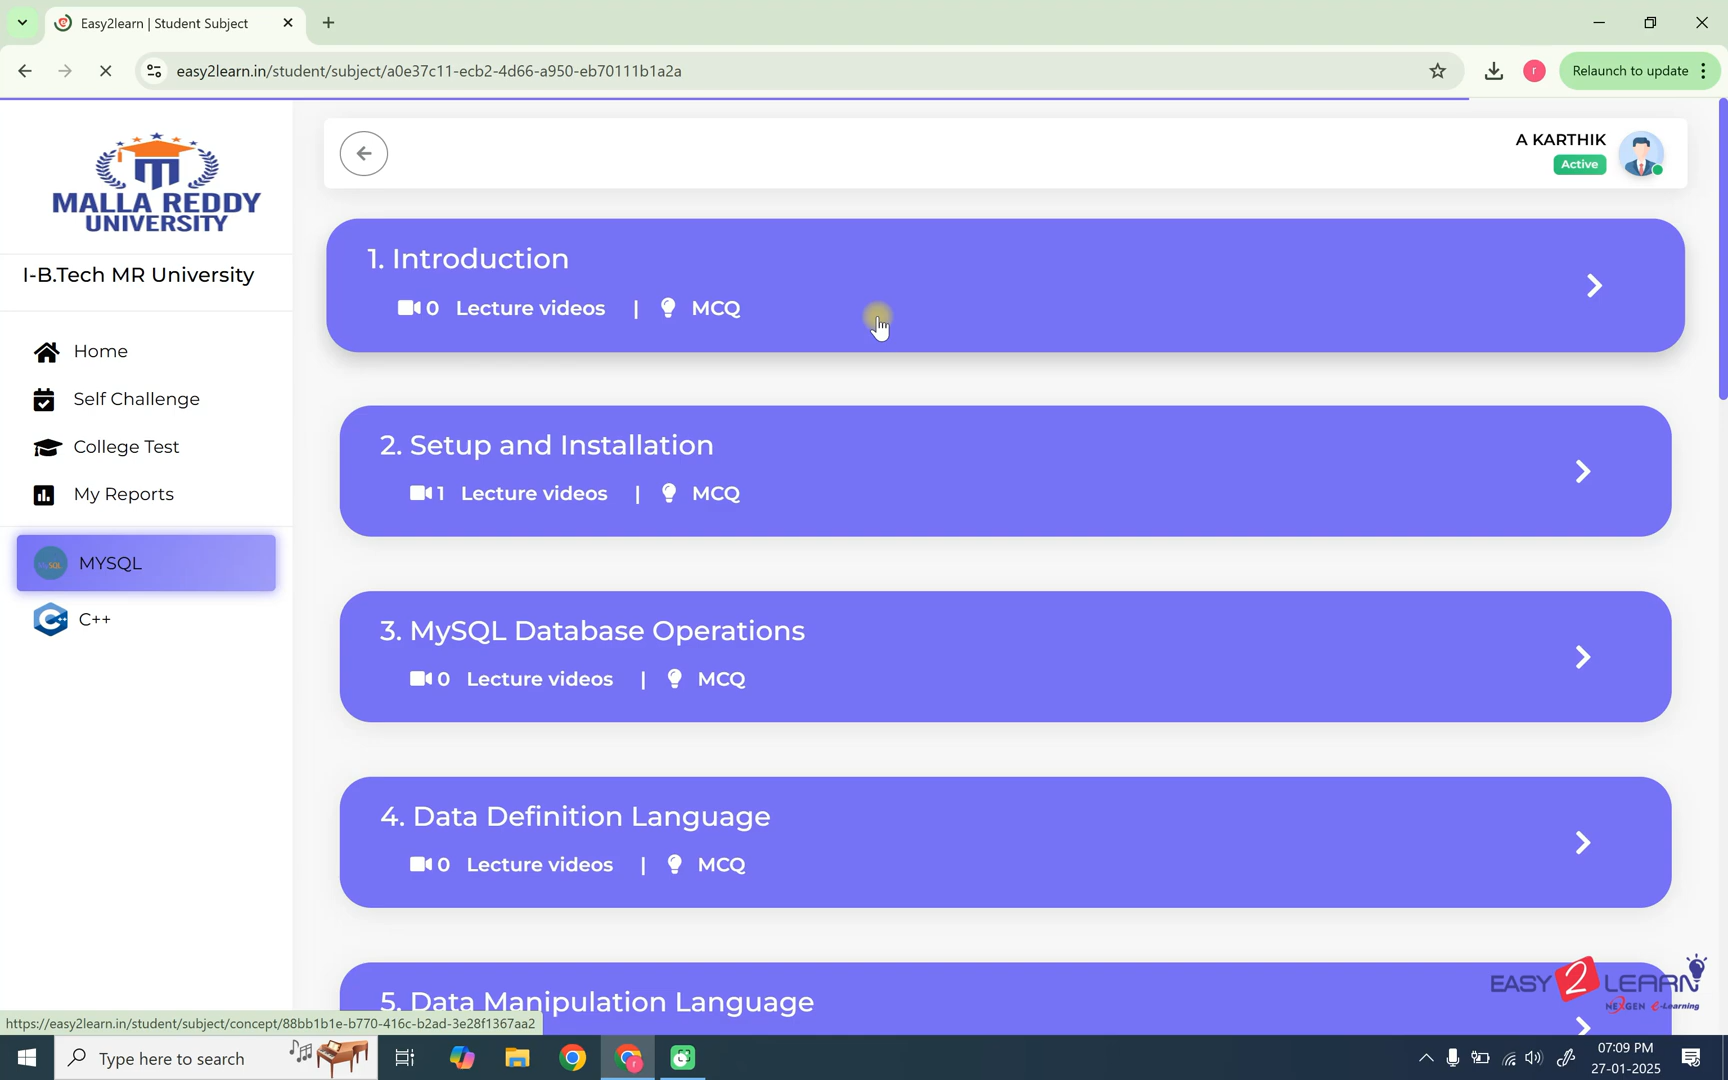 Easy2learn | Student Subject
easy2learn.in/student/subject/a0e37c11-ecb2-4d66-a950-eb70111b1a2a
r
Relaunch to update
MALLA REDDY
UNIVERSITY
I-B.Tech MR University
Home
Self Challenge
College Test
My Reports
MySQL
MYSQL
C++
A KARTHIK
Active
1. Introduction
0 Lecture videos | MCQ
2. Setup and Installation
1 Lecture videos | MCQ
3. MySQL Database Operations
0 Lecture videos | MCQ
4. Data Definition Language
0 Lecture videos | MCQ
5. Data Manipulation Language
EASY 2 LEARN
NEXGEN e-Learning
https://easy2learn.in/student/subject/concept/88bb1b1e-b770-416c-b2ad-3e28f1367aa2
Type here to search
07:09 PM
27-01-2025